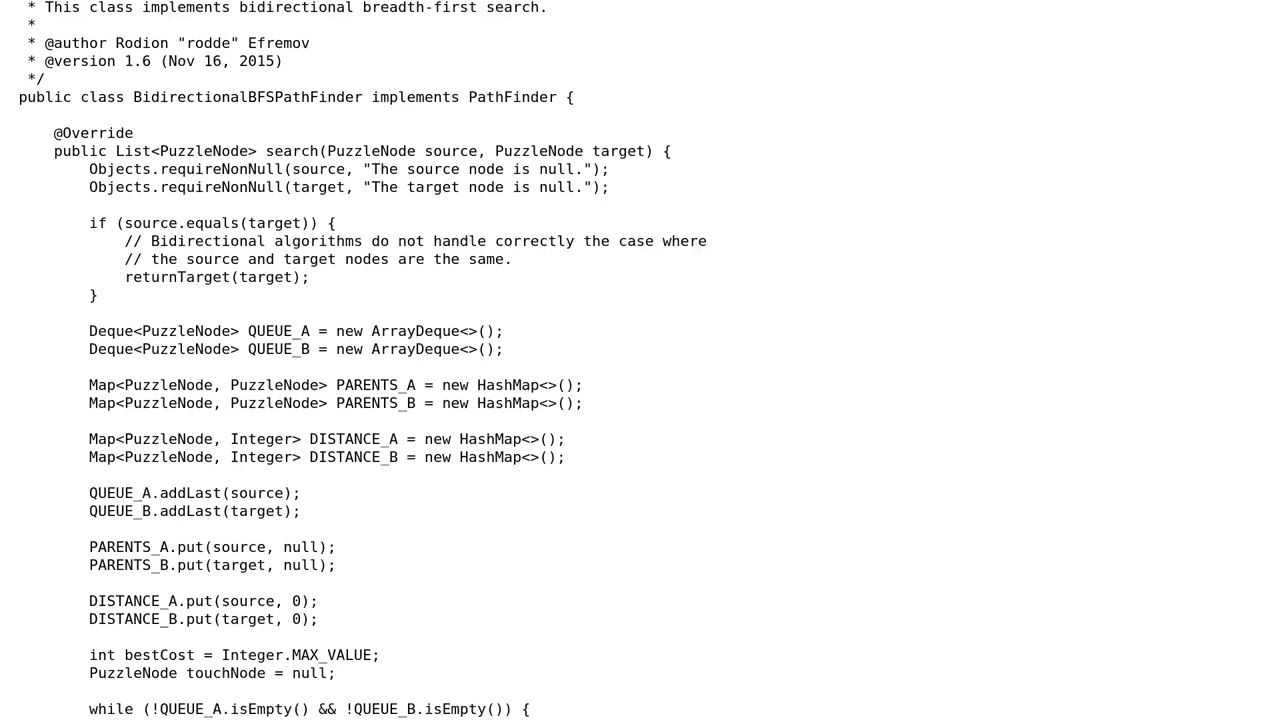 * This class implements bidirectional breadth-first search.
 *
 * @author Rodion "rodde" Efremov
 * @version 1.6 (Nov 16, 2015)
 */
public class BidirectionalBFSPathFinder implements PathFinder {

    @Override
    public List<PuzzleNode> search(PuzzleNode source, PuzzleNode target) {
        Objects.requireNonNull(source, "The source node is null.");
        Objects.requireNonNull(target, "The target node is null.");

        if (source.equals(target)) {
            // Bidirectional algorithms do not handle correctly the case where
            // the source and target nodes are the same.
            returnTarget(target);
        }

        Deque<PuzzleNode> QUEUE_A = new ArrayDeque<>();
        Deque<PuzzleNode> QUEUE_B = new ArrayDeque<>();

        Map<PuzzleNode, PuzzleNode> PARENTS_A = new HashMap<>();
        Map<PuzzleNode, PuzzleNode> PARENTS_B = new HashMap<>();

        Map<PuzzleNode, Integer> DISTANCE_A = new HashMap<>();
        Map<PuzzleNode, Integer> DISTANCE_B = new HashMap<>();

        QUEUE_A.addLast(source);
        QUEUE_B.addLast(target);

        PARENTS_A.put(source, null);
        PARENTS_B.put(target, null);

        DISTANCE_A.put(source, 0);
        DISTANCE_B.put(target, 0);

        int bestCost = Integer.MAX_VALUE;
        PuzzleNode touchNode = null;

        while (!QUEUE_A.isEmpty() && !QUEUE_B.isEmpty()) {